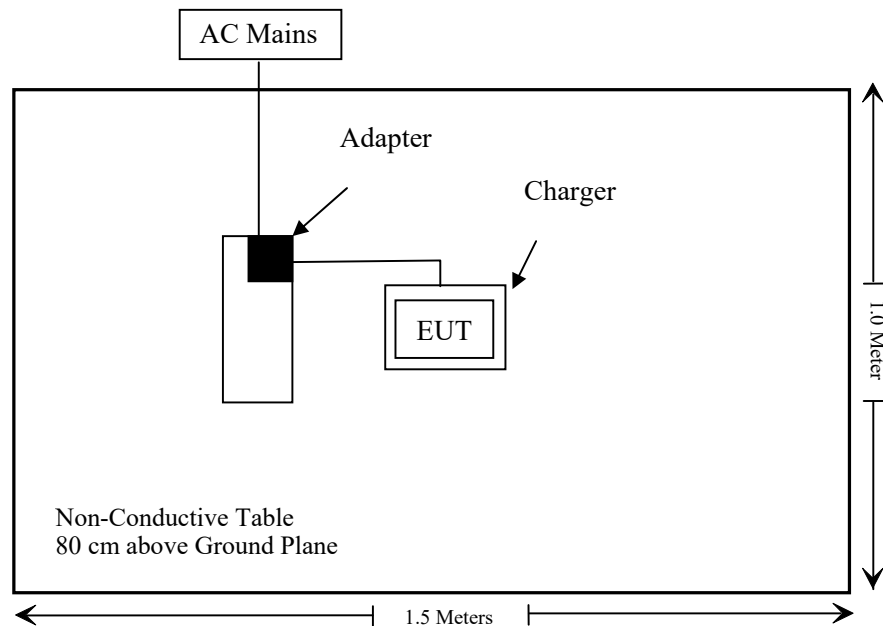 AC Mains
Adapter
Charger
EUT
1.0 Meter
Non-Conductive Table
80 cm above Ground Plane
1.5 Meters